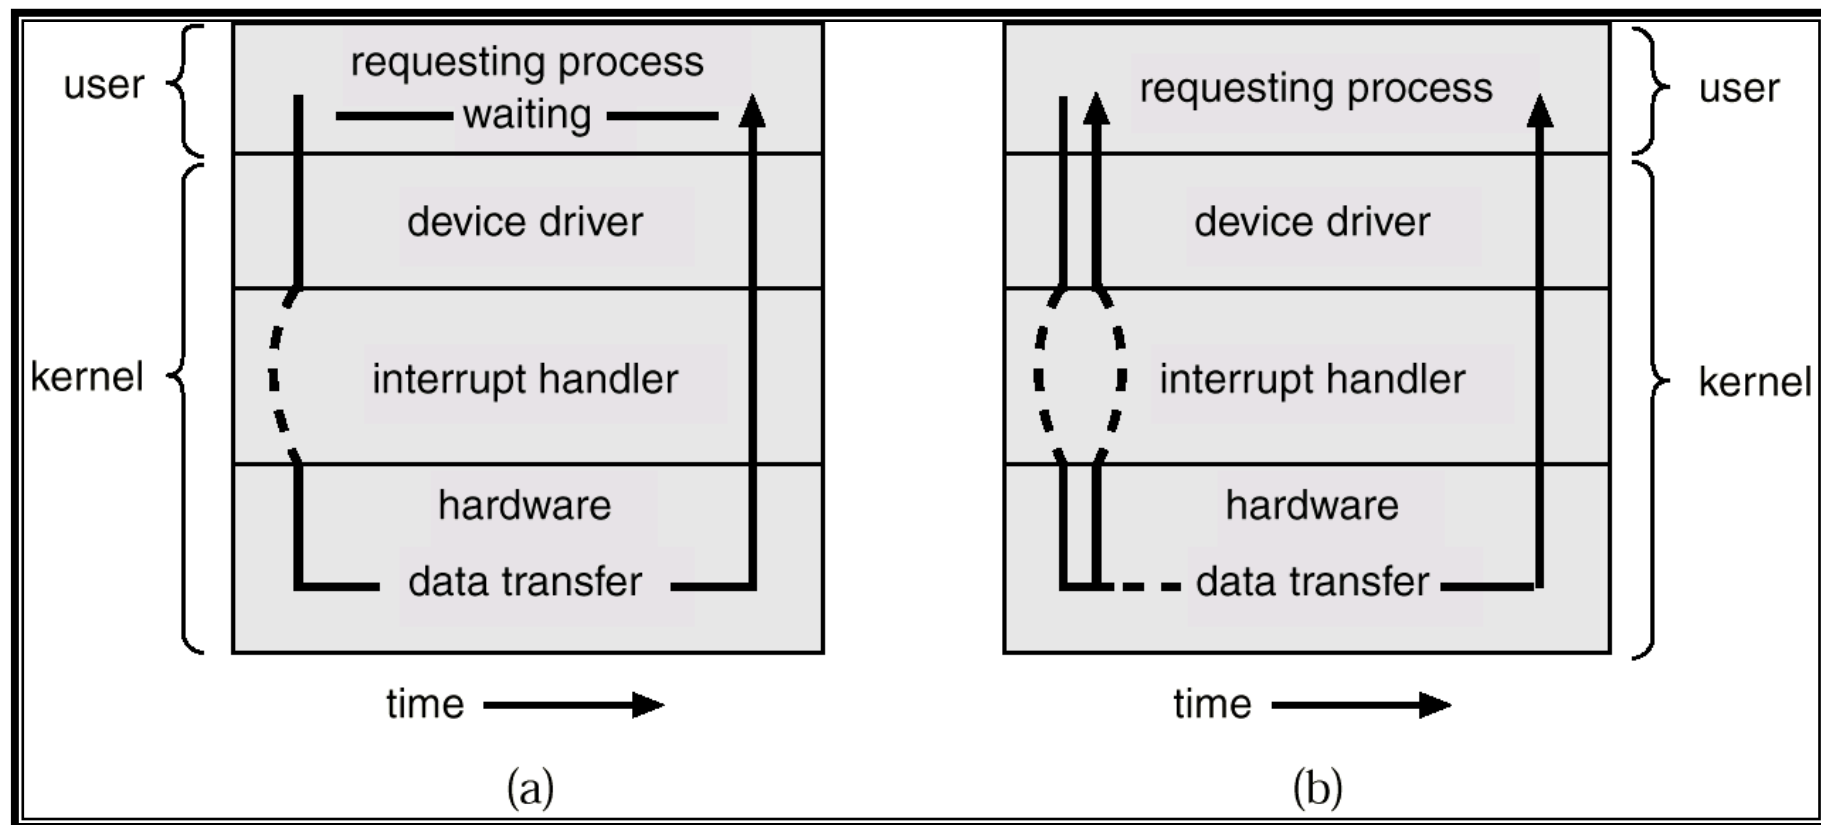 requesting process
user
waiting
device driver
kernel
interrupt handler
hardware
data transfer
time
(a)
requesting process
user
device driver
interrupt handler
kernel
hardware
data transfer
time
(b)